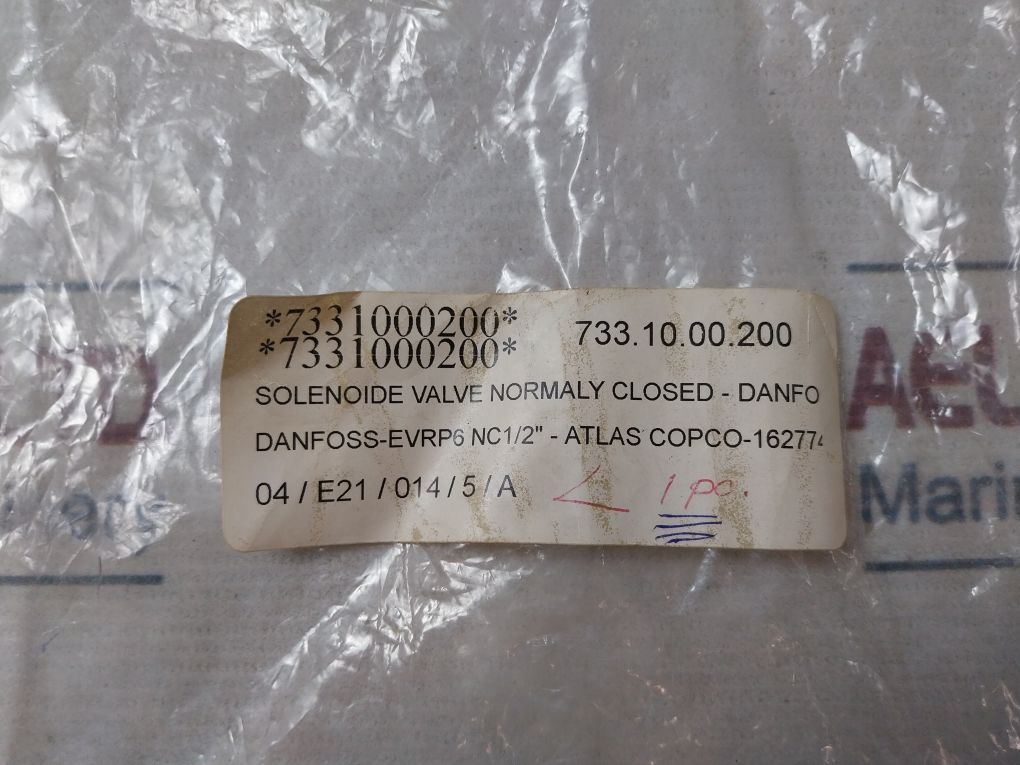 *7331000200* 733.10.00.200
*7331000200*
SOLENOIDE VALVE NORMALY CLOSED - DANFO
DANFOSS-EVRP6 NC1/2" - ATLAS COPCO-162774
04 / E21 / 014 / 5 / A < 1 pc.
AEU
Marin